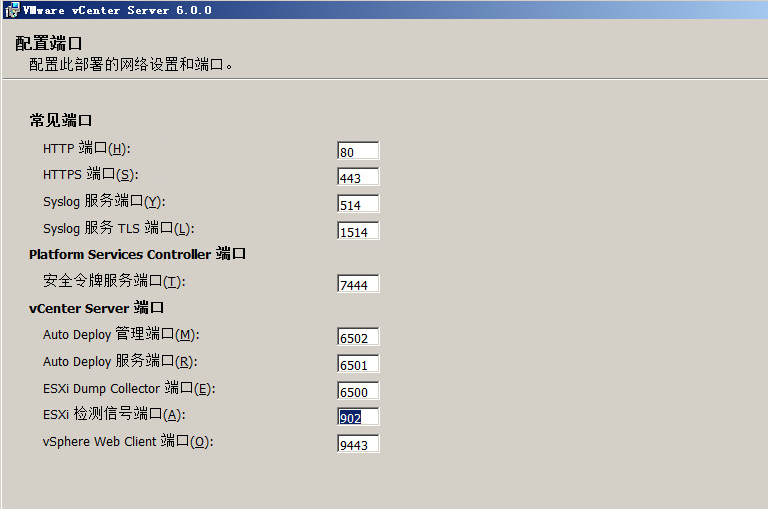 VMware vCenter Server 6.0.0
配置端口
配置此部署的网络设置和端口。
常见端口
HTTP 端口(H): 80
HTTPS 端口(S): 443
Syslog 服务端口(Y): 514
Syslog 服务 TLS 端口(L): 1514
Platform Services Controller 端口
安全令牌服务端口(T): 7444
vCenter Server 端口
Auto Deploy 管理端口(M): 6502
Auto Deploy 服务端口(R): 6501
ESXi Dump Collector 端口(E): 6500
ESXi 检测信号端口(A): 902
vSphere Web Client 端口(O): 9443